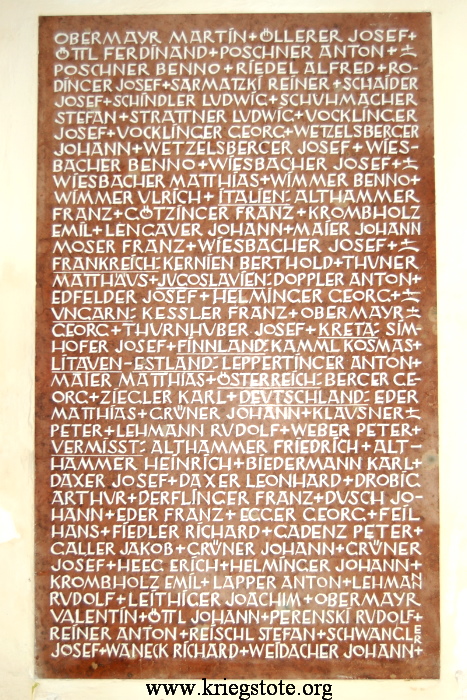 OBERMAYR MARTIN+ÖLLERER JOSEF+
ÖTTL FERDINAND+POSCHNER ANTON+
POSCHNER BENNO+RIEDEL ALFRED+RO-
DINGER JOSEF+SARMATZKI REINER+SCHAIDER
JOSEF+SCHINDLER LUDWIG+SCHUHMACHER
STEFAN+STRATTNER LUDWIG+VOCKLINGER
JOSEF+VOCKLINGER GEORG+WETZELSBERGER
JOHANN+WETZELSBERGER JOSEF+WIES-
BACHER BENNO+WIESBACHER JOSEF+
WIESBACHER MATTHIAS+WIMMER BENNO+
WIMMER ULRICH+ITALIEN:ALTHAMMER
FRANZ+GÖTZINGER FRANZ+KROMBHOLZ
EMIL+LENGAUER JOHANN+MAIER JOHANN
MOSER FRANZ+WIESBACHER JOSEF+
FRANKREICH:KERNIEN BERTHOLD+THUNER
MATTHÄUS+JUGOSLAVIEN:DOPPLER ANTON+
EDFELDER JOSEF+HELMINGER GEORG+
UNGARN:KESSLER FRANZ+OBERMAYR
GEORG+THURNHUBER JOSEF+KRETA:SIM-
HOFER JOSEF+FINNLAND:KAMML KOSMAS+
LITAVEN-ESTLAND:LEPPERTINGER ANTON+
MAIER MATTHIAS+ÖSTERREICH:BERGER GE-
ORG+ZIEGLER KARL+DEUTSCHLAND:EDER
MATTHIAS+GRÜNER JOHANN+KLAUSNER
PETER+LEHMANN RUDOLF+WEBER PETER+
VERMISST:ALTHAMMER FRIEDRICH+ALT-
HAMMER HEINRICH+BIEDERMANN KARL+
DAXER JOSEF+DAXER LEONHARD+DROBIG
ARTHUR+DERFLINGER FRANZ+DUSCH JO-
HANN+EDER FRANZ+EGGER GEORG+FEIL
HANS+FIEDLER RICHARD+GADENZ PETER+
GALLER JAKOB+GRÜNER JOHANN+GRÜNER
JOSEF+HEEG ERICH+HELMINGER JOHANN+
KROMBHOLZ EMIL+LAPPER ANTON+LEHMAN
RUDOLF+LEITHIGER JOACHIM+OBERMAYR
VALENTIN+ÖTTL JOHANN+PERENSKI RUDOLF+
REINER ANTON+REISCHL STEFAN+SCHWANGLER
JOSEF+WANECK RICHARD+WEIDACHER JOHANN+
www.kriegstote.org